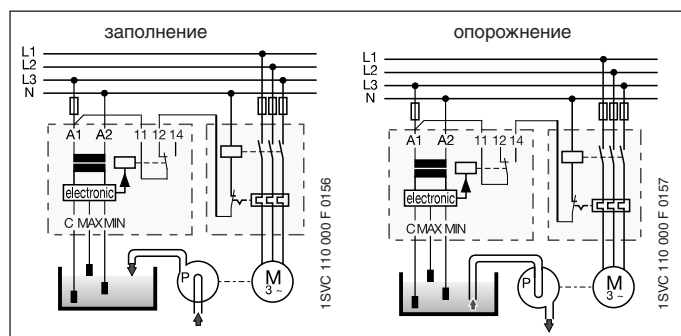 заполнение
L1
L2
L3
N
A1 A2 11 12 14
electronic
C MAX MIN
P
M
3 ~
1SVC 110 000 F 0156
опорожнение
L1
L2
L3
N
A1 A2 11 12 14
electronic
C MAX MIN
P
M
3 ~
1SVC 110 000 F 0157